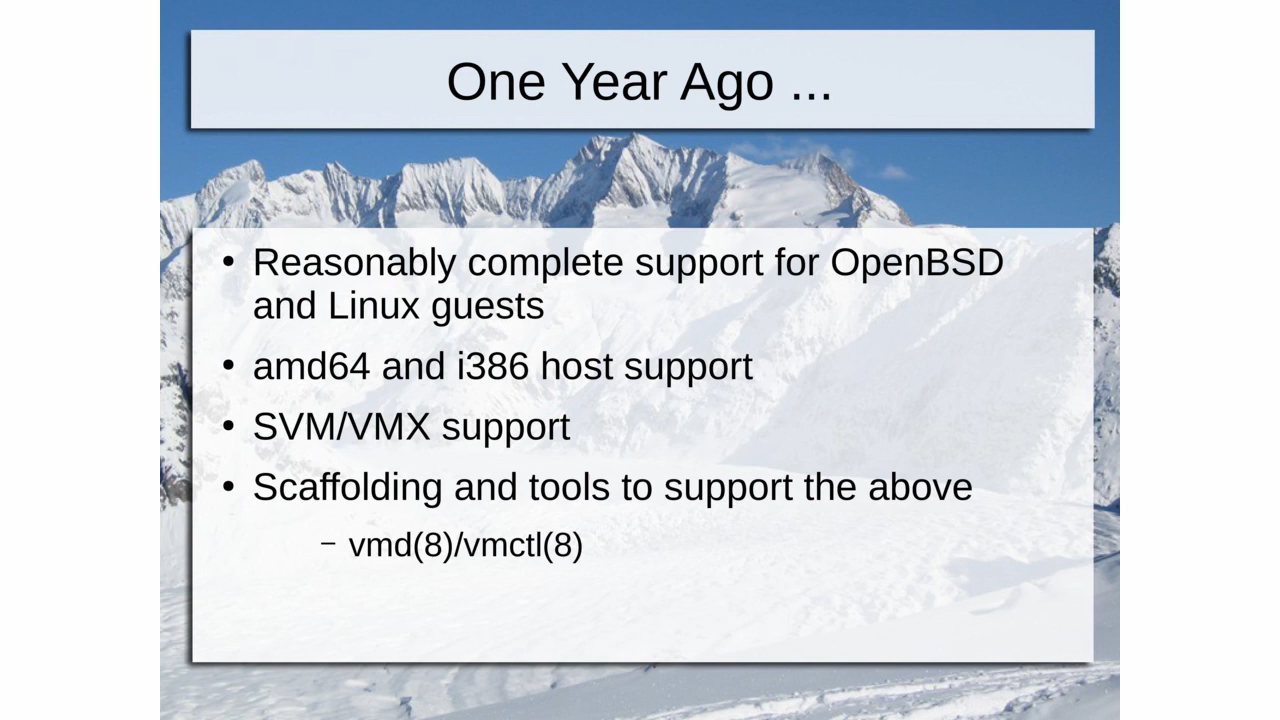 One Year Ago ...
• Reasonably complete support for OpenBSD
and Linux guests
• amd64 and i386 host support
• SVM/VMX support
• Scaffolding and tools to support the above
– vmd(8)/vmctl(8)